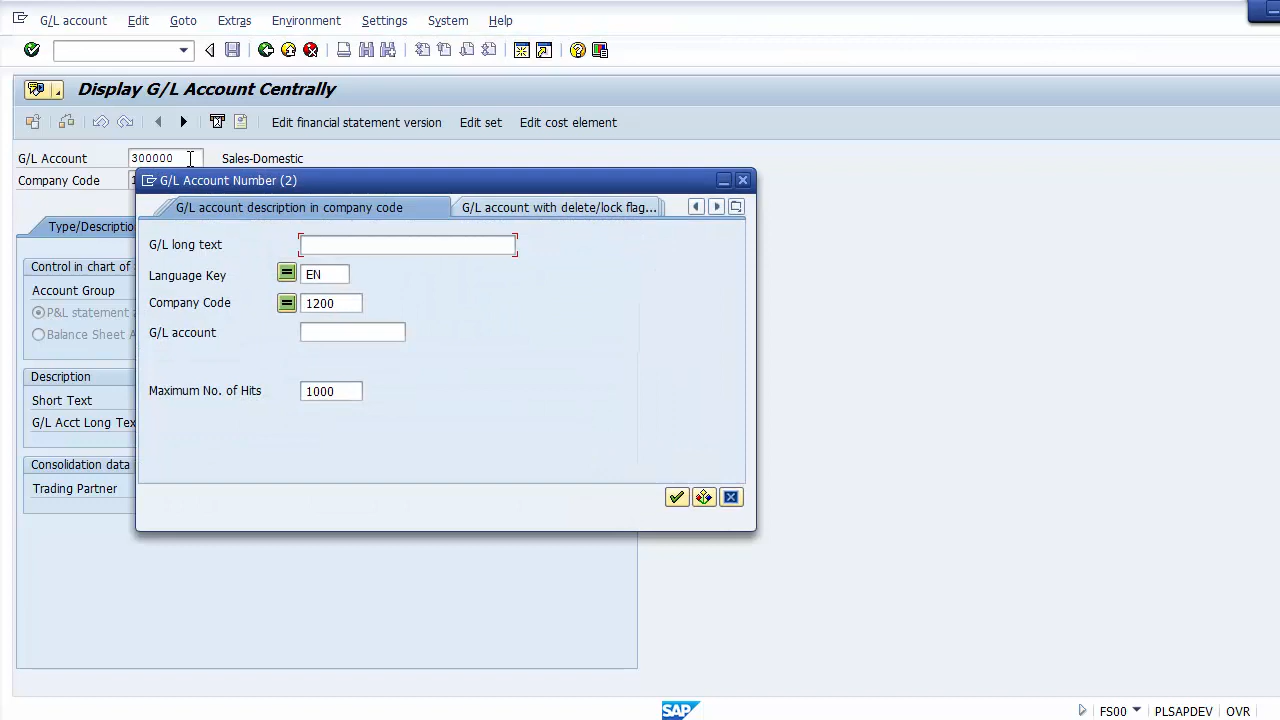 G/L account Edit Goto Extras Environment Settings System Help
Display G/L Account Centrally
Edit financial statement version Edit set Edit cost element
G/L Account 300000 Sales-Domestic
Company Code
G/L Account Number (2)
G/L account description in company code G/L account with delete/lock flag...
Type/Descriptio
G/L long text
Control in chart of
Language Key EN
Account Group
Company Code 1200
P&L statement
G/L account
Balance Sheet A
Description
Maximum No. of Hits 1000
Short Text
G/L Acct Long Tex
Consolidation data
Trading Partner
SAP
FS00 PLSAPDEV OVR